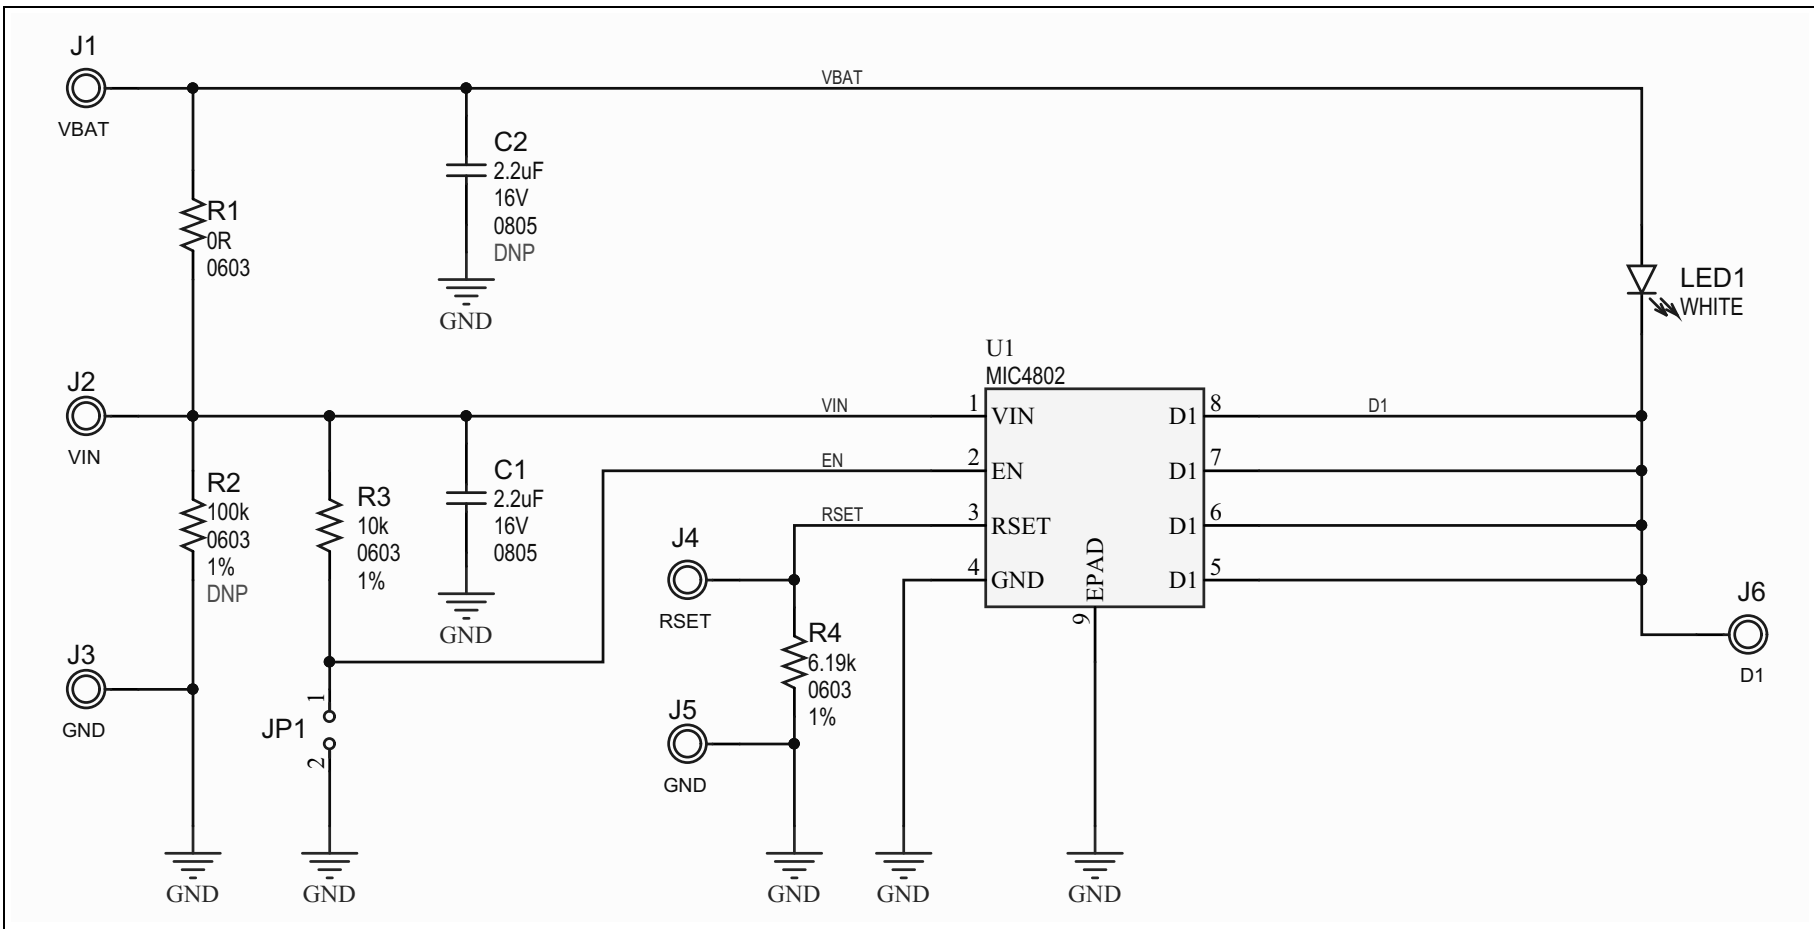 J1
VBAT
VBAT
C2
2.2uF
16V
0805
DNP
GND
R1
0R
0603
LED1
WHITE
J2
VIN
VIN
EN
RSET
U1
MIC4802
1
2
3
4
VIN
EN
RSET
GND
EPAD
9
D1
D1
D1
D1
8
7
6
5
D1
R2
100k
0603
1%
DNP
R3
10k
0603
1%
C1
2.2uF
16V
0805
GND
J3
GND
JP1
1
2
J4
RSET
R4
6.19k
0603
1%
J5
GND
J6
D1
GND
GND
GND
GND
GND